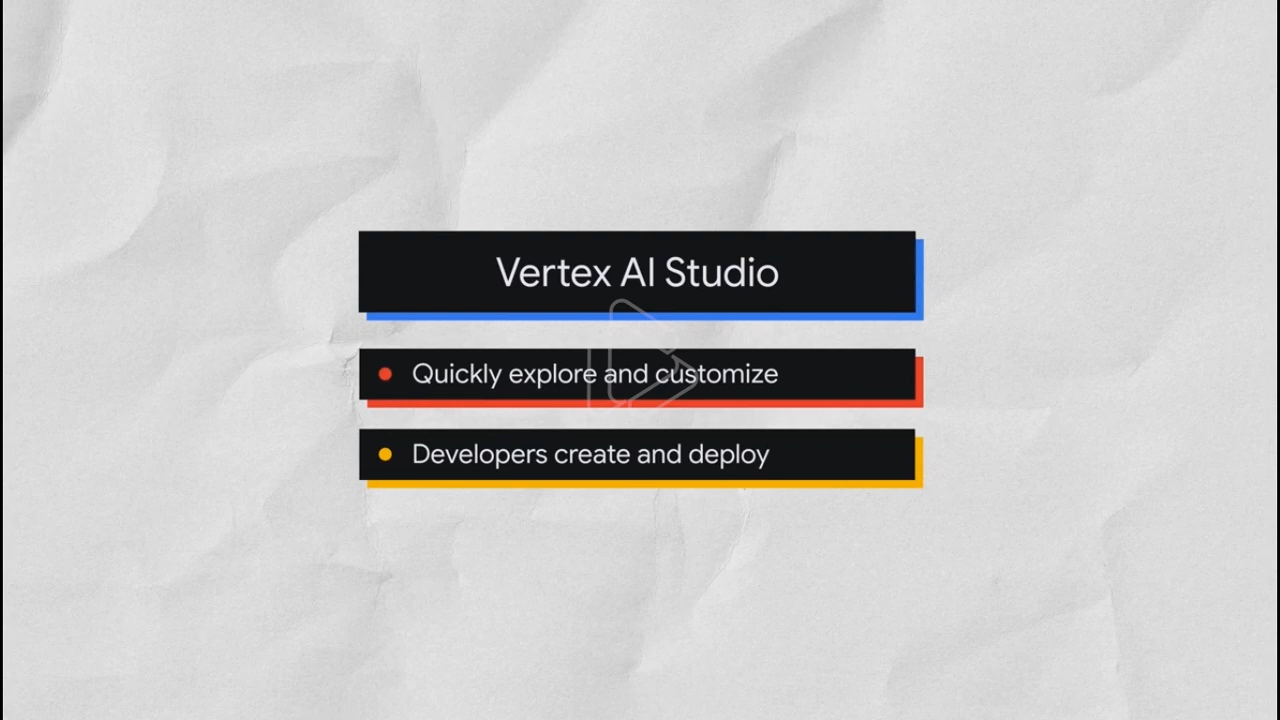 Vertex AI Studio
Quickly explore and customize
Developers create and deploy